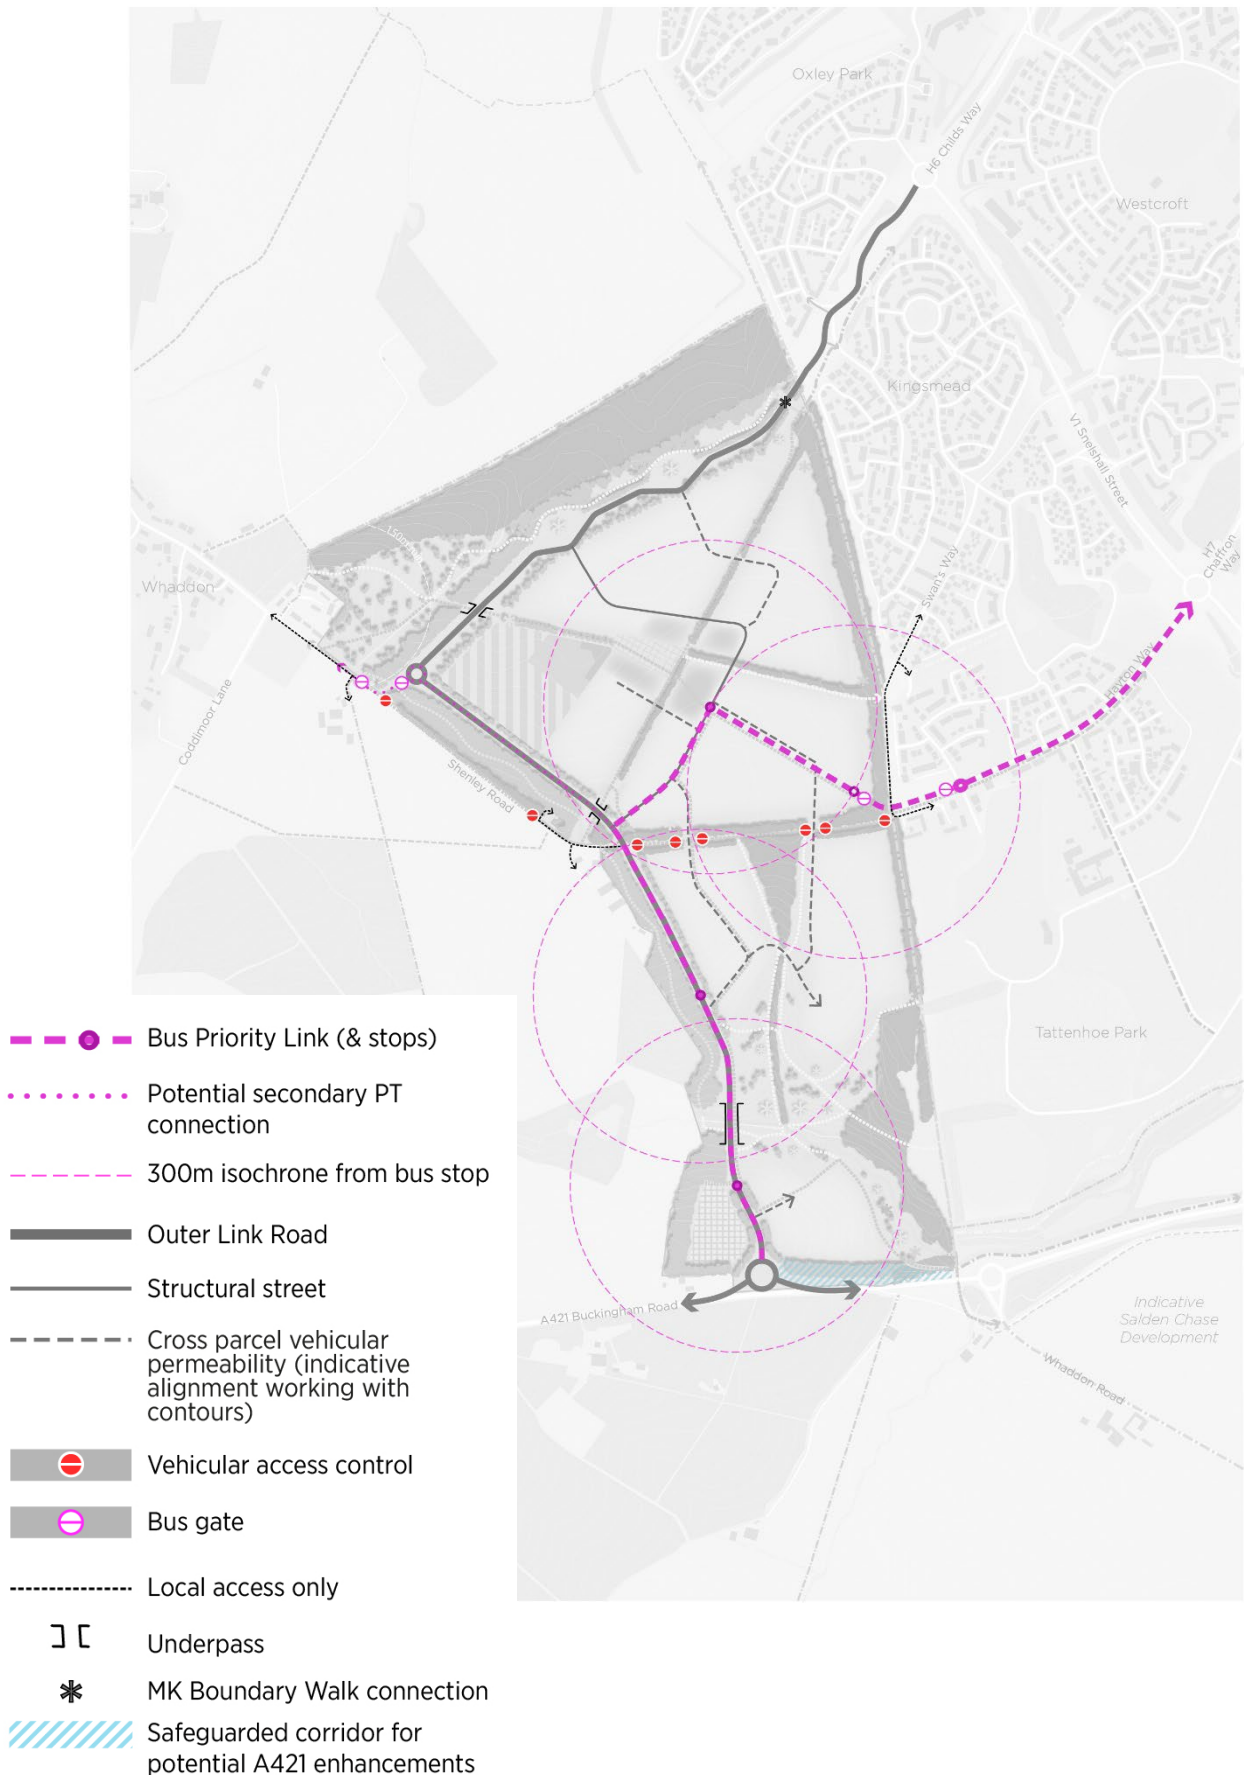 Oxley Park
H6 Childs Way
Westcroft
Kingsmead
V1 Snelshall Street
H7
Chaffron
Way
Swan's Way
Hayton Way
Whaddon
Coddimoor Lane
Shenley Road
Tattenhoe Park
A421 Buckingham Road
Indicative
Salden Chase
Development
Whaddon Road
Bus Priority Link (& stops)
Potential secondary PT
connection
300m isochrone from bus stop
Outer Link Road
Structural street
Cross parcel vehicular
permeability (indicative
alignment working with
contours)
Vehicular access control
Bus gate
Local access only
Underpass
MK Boundary Walk connection
Safeguarded corridor for
potential A421 enhancements